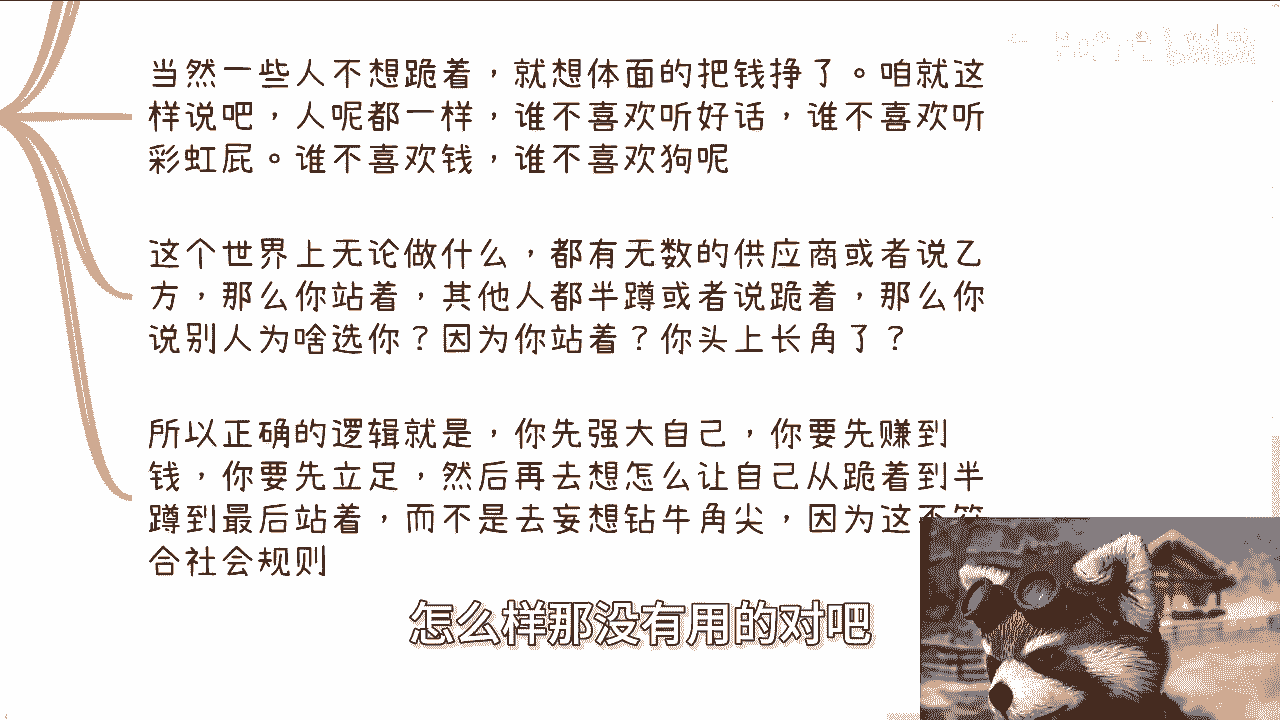 当然一些人不想跪着，就想体面的把钱挣了。咱就这
样说吧，人呢都一样，谁不喜欢听好话，谁不喜欢听
彩虹屁。谁不喜欢钱，谁不喜欢狗呢
这个世界上无论做什么，都有无数的供应商或者说乙
方，那么你站着，其他人都半蹲或者说跪着，那么你
说别人为啥选你？因为你站着？你头上长角了？
所以正确的逻辑就是，你先强大自己，你要先赚到
钱，你要先立足，然后再去想怎么让自己从跪着到半
蹲到最后站着，而不是去妄想钻牛角尖，因为这不
合社会规则
怎么样那没有用的对吧